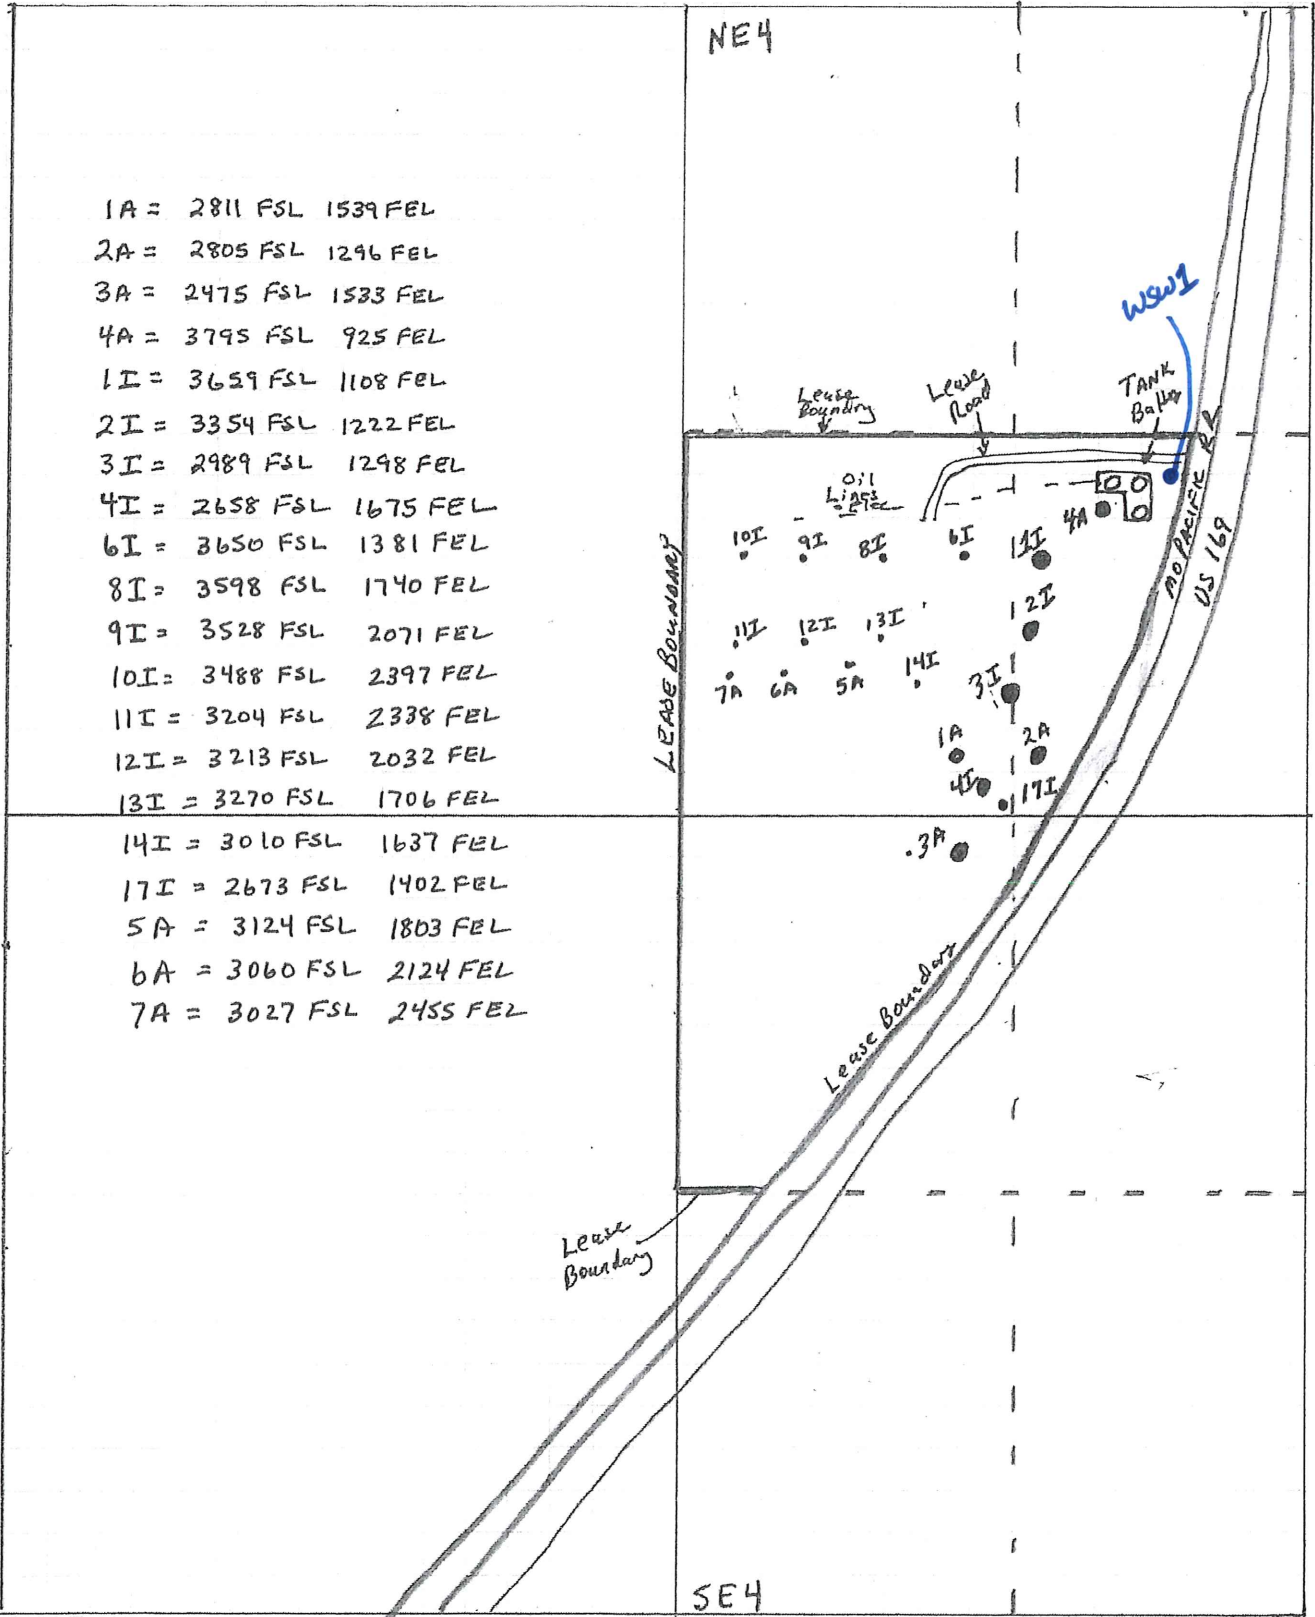 NE4
1A = 2811 FSL 1539 FEL
2A = 2805 FSL 1296 FEL
3A = 2475 FSL 1533 FEL
4A = 3795 FSL 925 FEL
1I = 3659 FSL 1108 FEL
2I = 3354 FSL 1222 FEL
3I = 2989 FSL 1298 FEL
4I = 2658 FSL 1675 FEL
6I = 3650 FSL 1381 FEL
8I = 3598 FSL 1740 FEL
9I = 3528 FSL 2071 FEL
10I = 3488 FSL 2397 FEL
11I = 3204 FSL 2338 FEL
12I = 3213 FSL 2032 FEL
13I = 3270 FSL 1706 FEL
14I = 3010 FSL 1637 FEL
17I = 2673 FSL 1402 FEL
5A = 3124 FSL 1803 FEL
6A = 3060 FSL 2124 FEL
7A = 3027 FSL 2455 FEL
WSW1
Lease
Boundry
Lease
Road
TANK
Oil
Lines
4A
10I 9I 8I 6I 1I
MO PACIFIC
US 169
LEASE BOUNDARY
2I
11I 12I 13I
7A 6A 5A 14I
3I
1A 2A
4I 17I
3A
Lease Boundary
Lease
Boundary
SE4